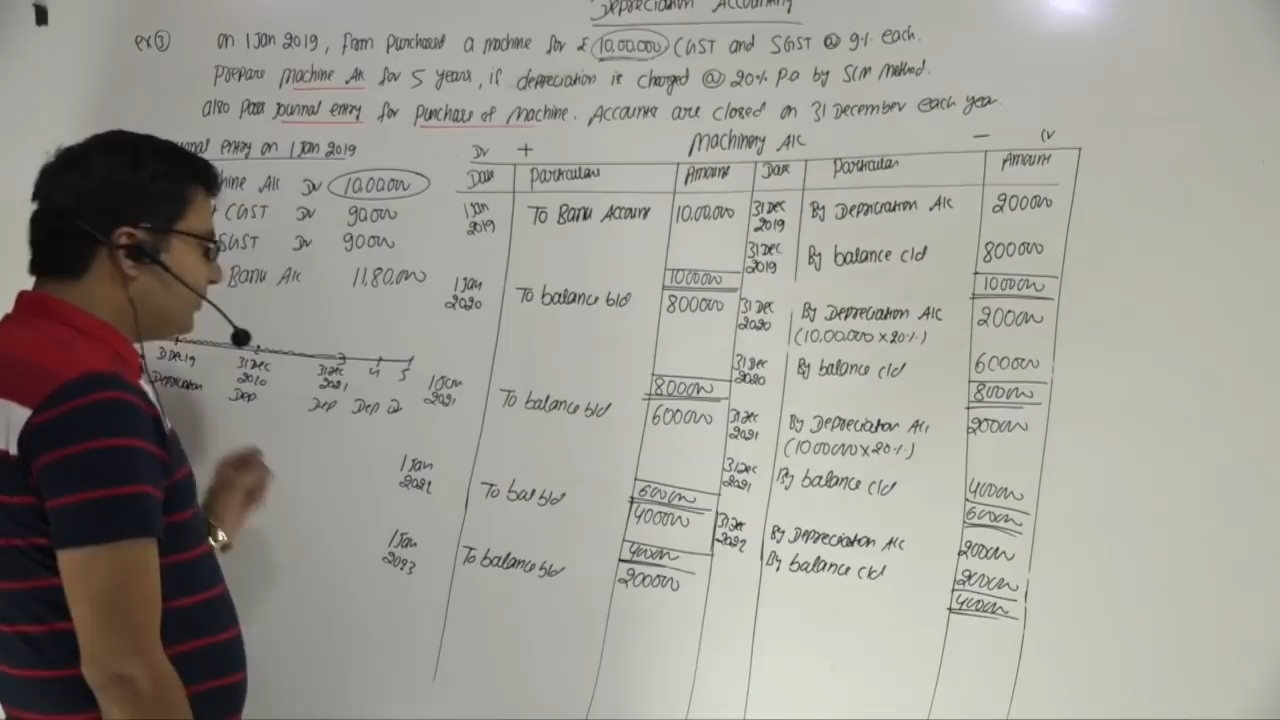 Depreciation Accounting
ex③ on 1 Jan 2019, from purchased a machine for ₹ 10,00,000 CGST and SGST @ 9% each.
Prepare machine A/c for 5 years, if depreciation is charged @ 20% P.a by SLM method.
also pass journal entry for purchase of machine. Accounts are closed on 31 December each year.
entry on 1 Jan 2019
A/c Dr 10,00,000
CGST Dr 90000
SGST Dr 90000
Bank A/c 11,80,000
31 Dec 19
Depreciation
31 Dec
Dep
31 Dec
2021
Dep
4
5
Dep
Machinery A/c
Dr +
−
Date Particulars Amount Date Particulars Amount
1 Jan 2019 To Bank Account 10,00,000 31 Dec 2019 By Depreciation A/c 200000
31 Dec 2019 By balance c/d 800000
1000000 1000000
1 Jan 2020 To balance b/d 800000 31 Dec 2020 By Depreciation A/c 200000
(10,00,000 x 20%)
31 Dec 2020 By balance c/d 600000
800000 800000
1 Jan 2021 To balance b/d 600000 31 Dec 2021 By Depreciation A/c 200000
(1000000 x 20%)
31 Dec 2021 By balance c/d 400000
600000 600000
1 Jan 2022 To bal b/d 400000 31 Dec 2022 By Depreciation A/c 200000
By balance c/d 200000
400000 400000
1 Jan 2023 To balance b/d 200000